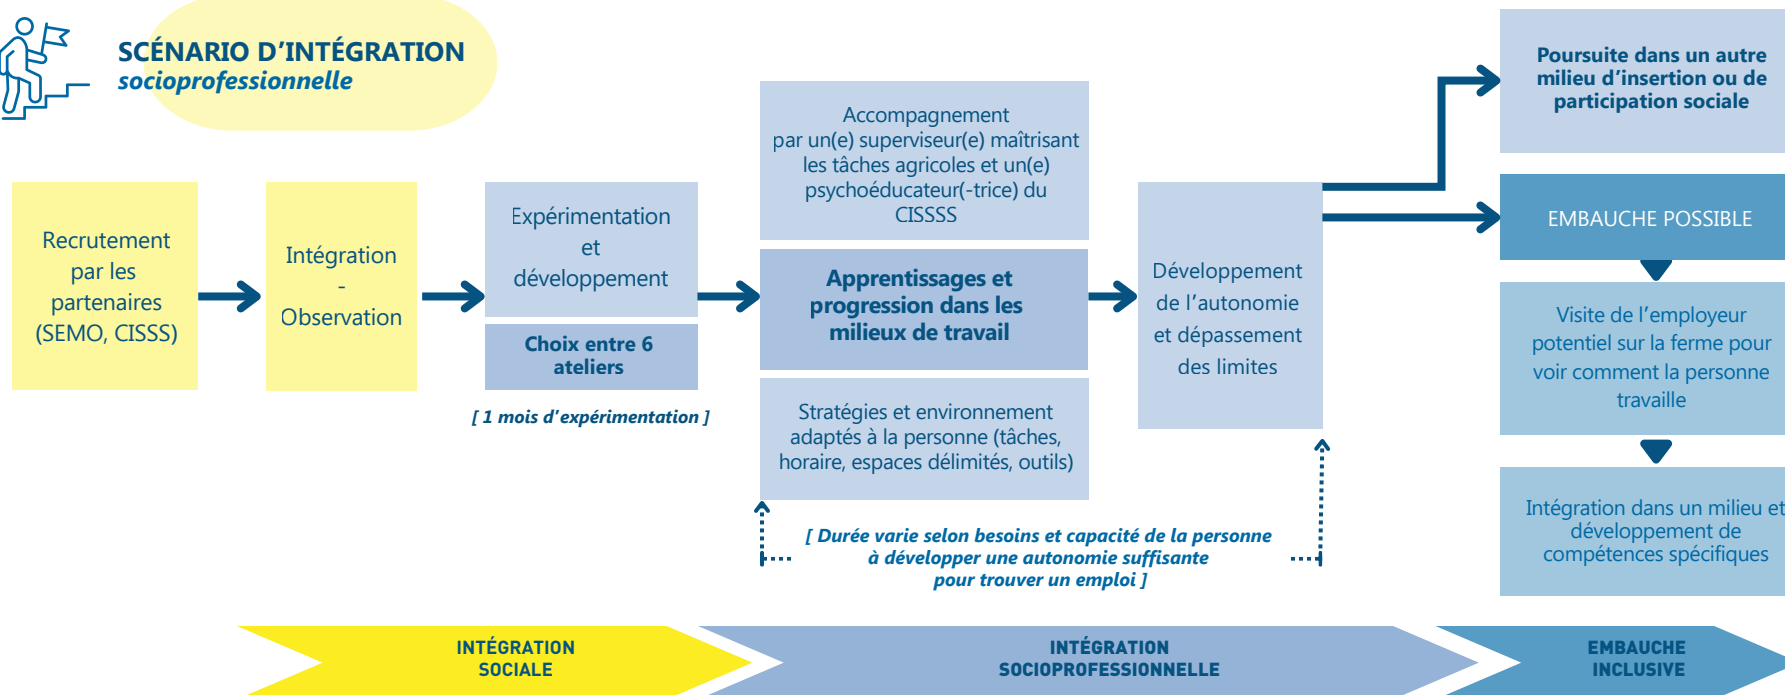 SCÉNARIO D’INTÉGRATION
socioprofessionnelle
Recrutement
par les
partenaires
(SEMO, CISSS)
Intégration
-
Observation
Expérimentation
et
développement
Choix entre 6
ateliers
[ 1 mois d’expérimentation ]
Accompagnement
par un(e) superviseur(e) maîtrisant
les tâches agricoles et un(e)
psychoéducateur(-trice) du
CISSSS
Apprentissages et
progression dans les
milieux de travail
Stratégies et environnement
adaptés à la personne (tâches,
horaire, espaces délimités, outils)
Développement
de l’autonomie
et dépassement
des limites
[ Durée varie selon besoins et capacité de la personne
à développer une autonomie suffisante
pour trouver un emploi ]
Poursuite dans un autre
milieu d’insertion ou de
participation sociale
EMBAUCHE POSSIBLE
Visite de l’employeur
potentiel sur la ferme pour
voir comment la personne
travaille
Intégration dans un milieu et
développement de
compétences spécifiques
INTÉGRATION
SOCIALE
INTÉGRATION
SOCIOPROFESSIONNELLE
EMBAUCHE
INCLUSIVE